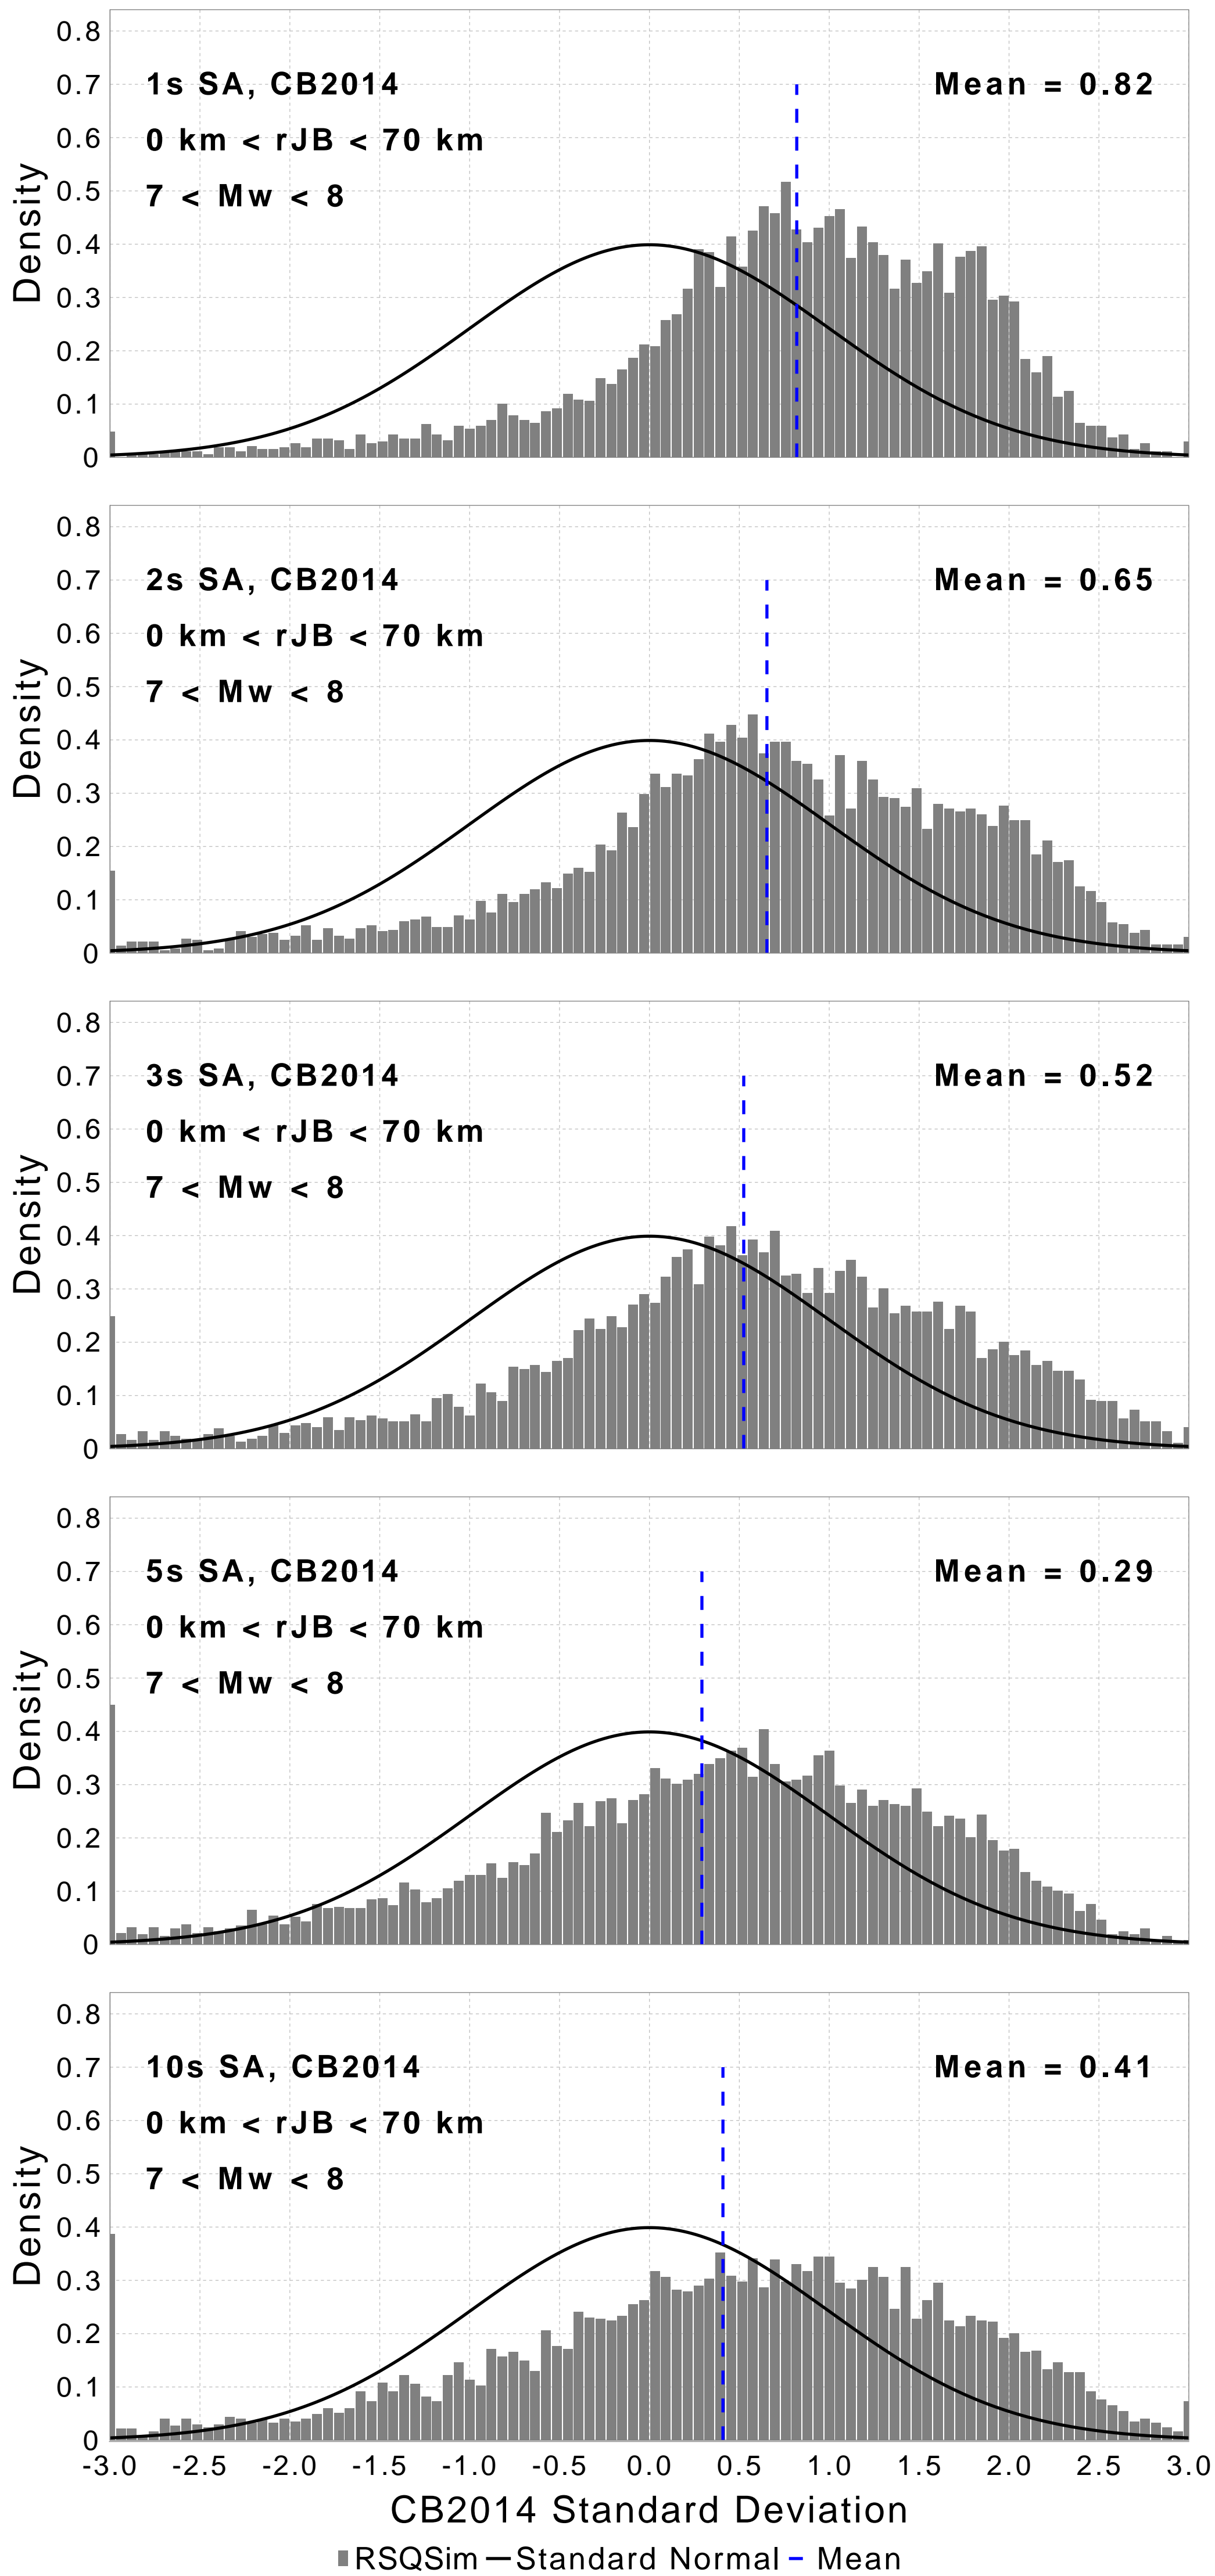 0.8
1s SA, CB2014 Mean = 0.82
0.7
0 km < rJB < 70 km
0.6
7 < Mw < 8
0.5
0.4
0.3
0.2
0.1
0
Density
0.8
2s SA, CB2014 Mean = 0.65
0.7
0 km < rJB < 70 km
0.6
7 < Mw < 8
0.5
0.4
0.3
0.2
0.1
0
Density
0.8
3s SA, CB2014 Mean = 0.52
0.7
0 km < rJB < 70 km
0.6
7 < Mw < 8
0.5
0.4
0.3
0.2
0.1
0
Density
0.8
5s SA, CB2014 Mean = 0.29
0.7
0 km < rJB < 70 km
0.6
7 < Mw < 8
0.5
0.4
0.3
0.2
0.1
0
Density
0.8
10s SA, CB2014 Mean = 0.41
0.7
0 km < rJB < 70 km
0.6
7 < Mw < 8
0.5
0.4
0.3
0.2
0.1
0
Density
-3.0 -2.5 -2.0 -1.5 -1.0 -0.5 0.0 0.5 1.0 1.5 2.0 2.5 3.0
CB2014 Standard Deviation
RSQSim Standard Normal Mean